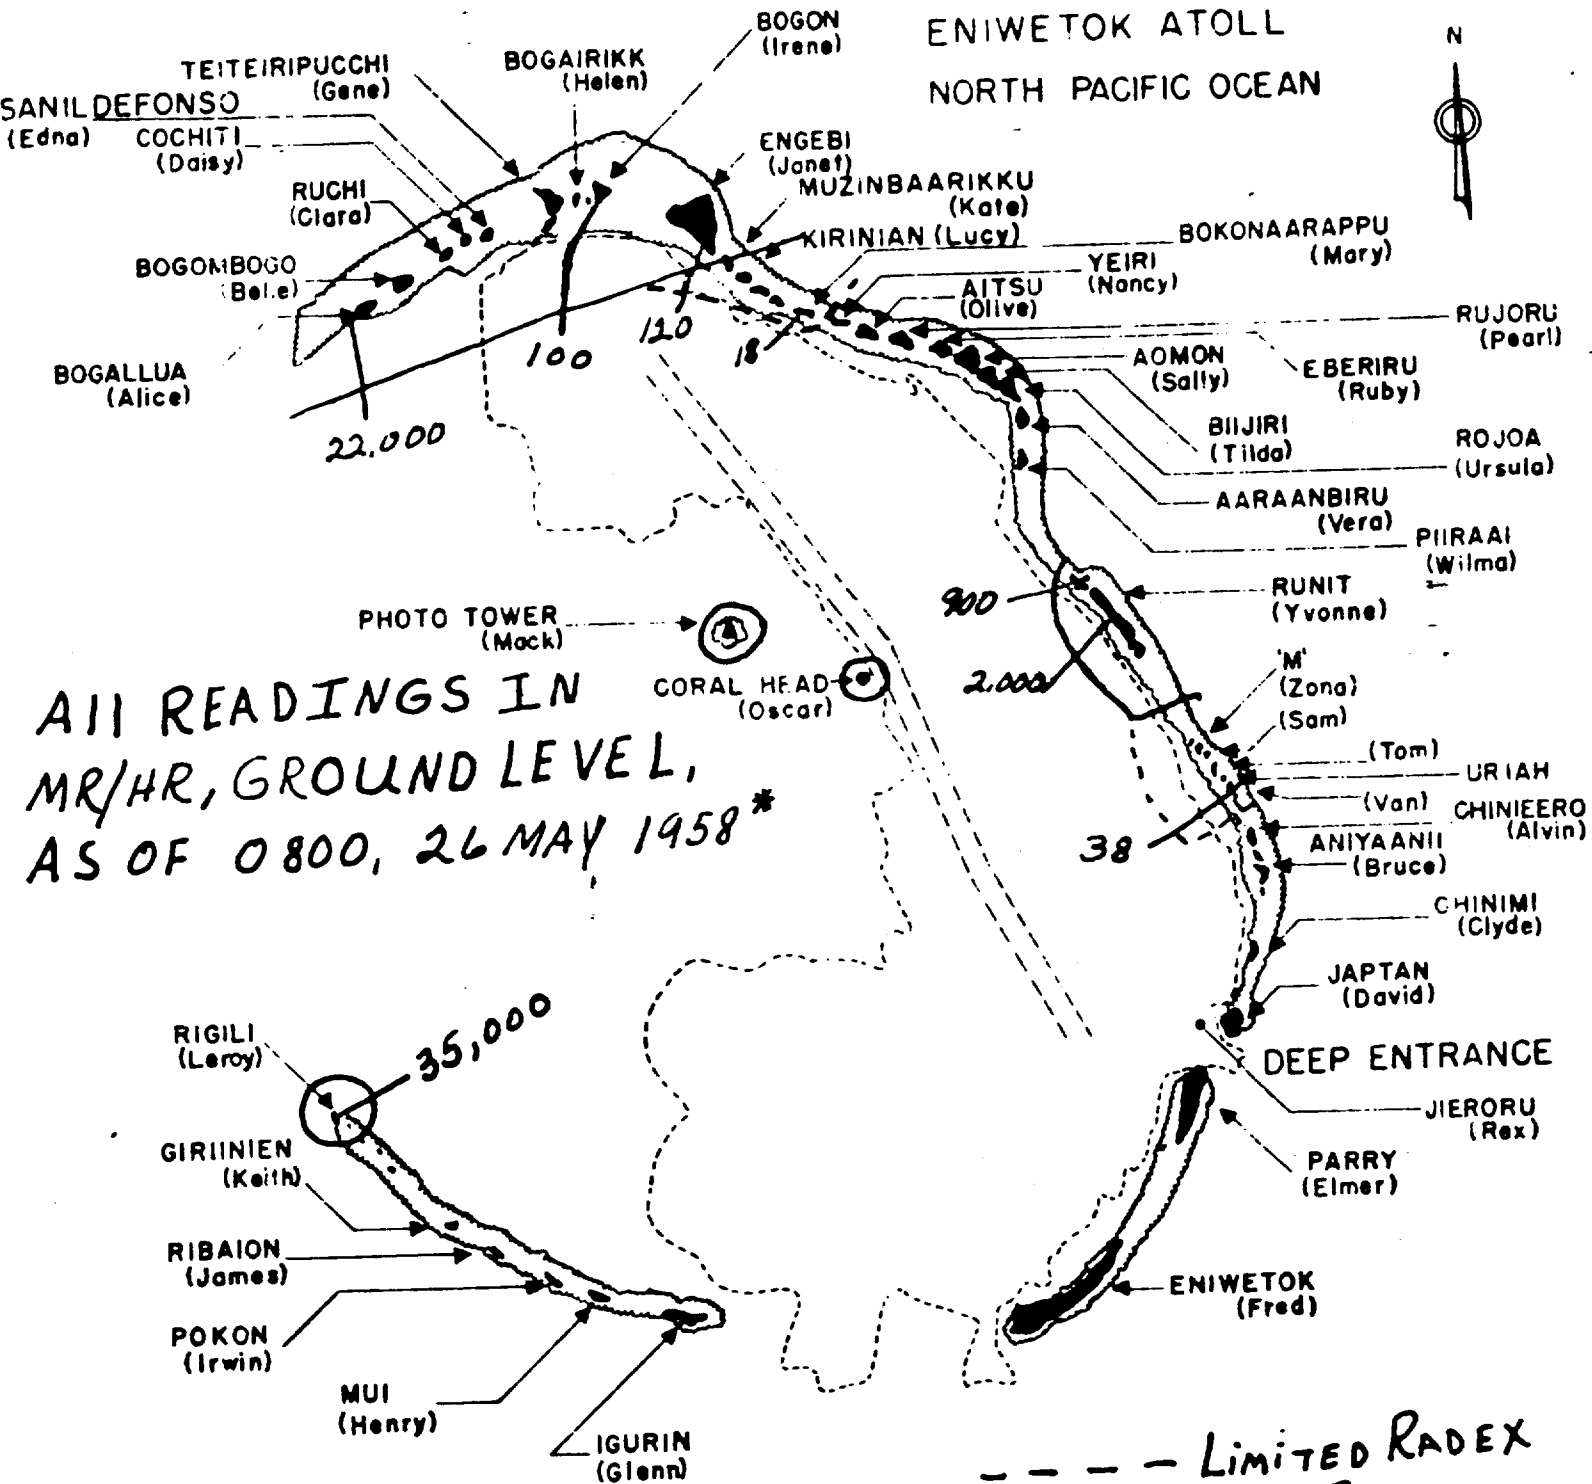 ENIWETOK ATOLL
NORTH PACIFIC OCEAN
N
BOGON
(Irene)
BOGAIRIKK
(Helen)
TEITEIRIPUCCHI
(Gene)
SANILDEFONSO
(Edna)
COCHITI
(Daisy)
RUCHI
(Clara)
BOGOMBOGO
BOGALLUA
(Alice)
ENGEBI
(Janet)
MUZINBAARIKKU
(Kate)
KIRINIAN (Lucy)
BOKONAARAPPU
(Mary)
YEIRI
(Nancy)
AITSU
(Olive)
RUJORU
(Pearl)
EBERIRU
(Ruby)
AOMON
(Sally)
BIIJIRI
(Tilda)
ROJOA
(Ursula)
AARAANBIRU
(Vera)
PIIRAAI
(Wilma)
RUNIT
(Yvonne)
'M'
(Zona)
(Sam)
(Tom)
URIAH
(Van)
CHINIEERO
(Alvin)
ANIYAANII
(Bruce)
CHINIMI
(Clyde)
JAPTAN
(David)
DEEP ENTRANCE
JIERORU
(Rex)
PARRY
(Elmer)
ENIWETOK
(Fred)
22,000
100
120
18
900
2,000
38
PHOTO TOWER
(Mack)
CORAL HEAD
(Oscar)
All READINGS IN
MR/HR, GROUND LEVEL,
AS OF 0800, 26 MAY 1958*
35,000
RIGILI
(Leroy)
GIRIINIEN
(Keith)
RIBAION
(James)
POKON
(Irwin)
MUI
(Henry)
IGURIN
(Glenn)
---- LIMITED RADEX